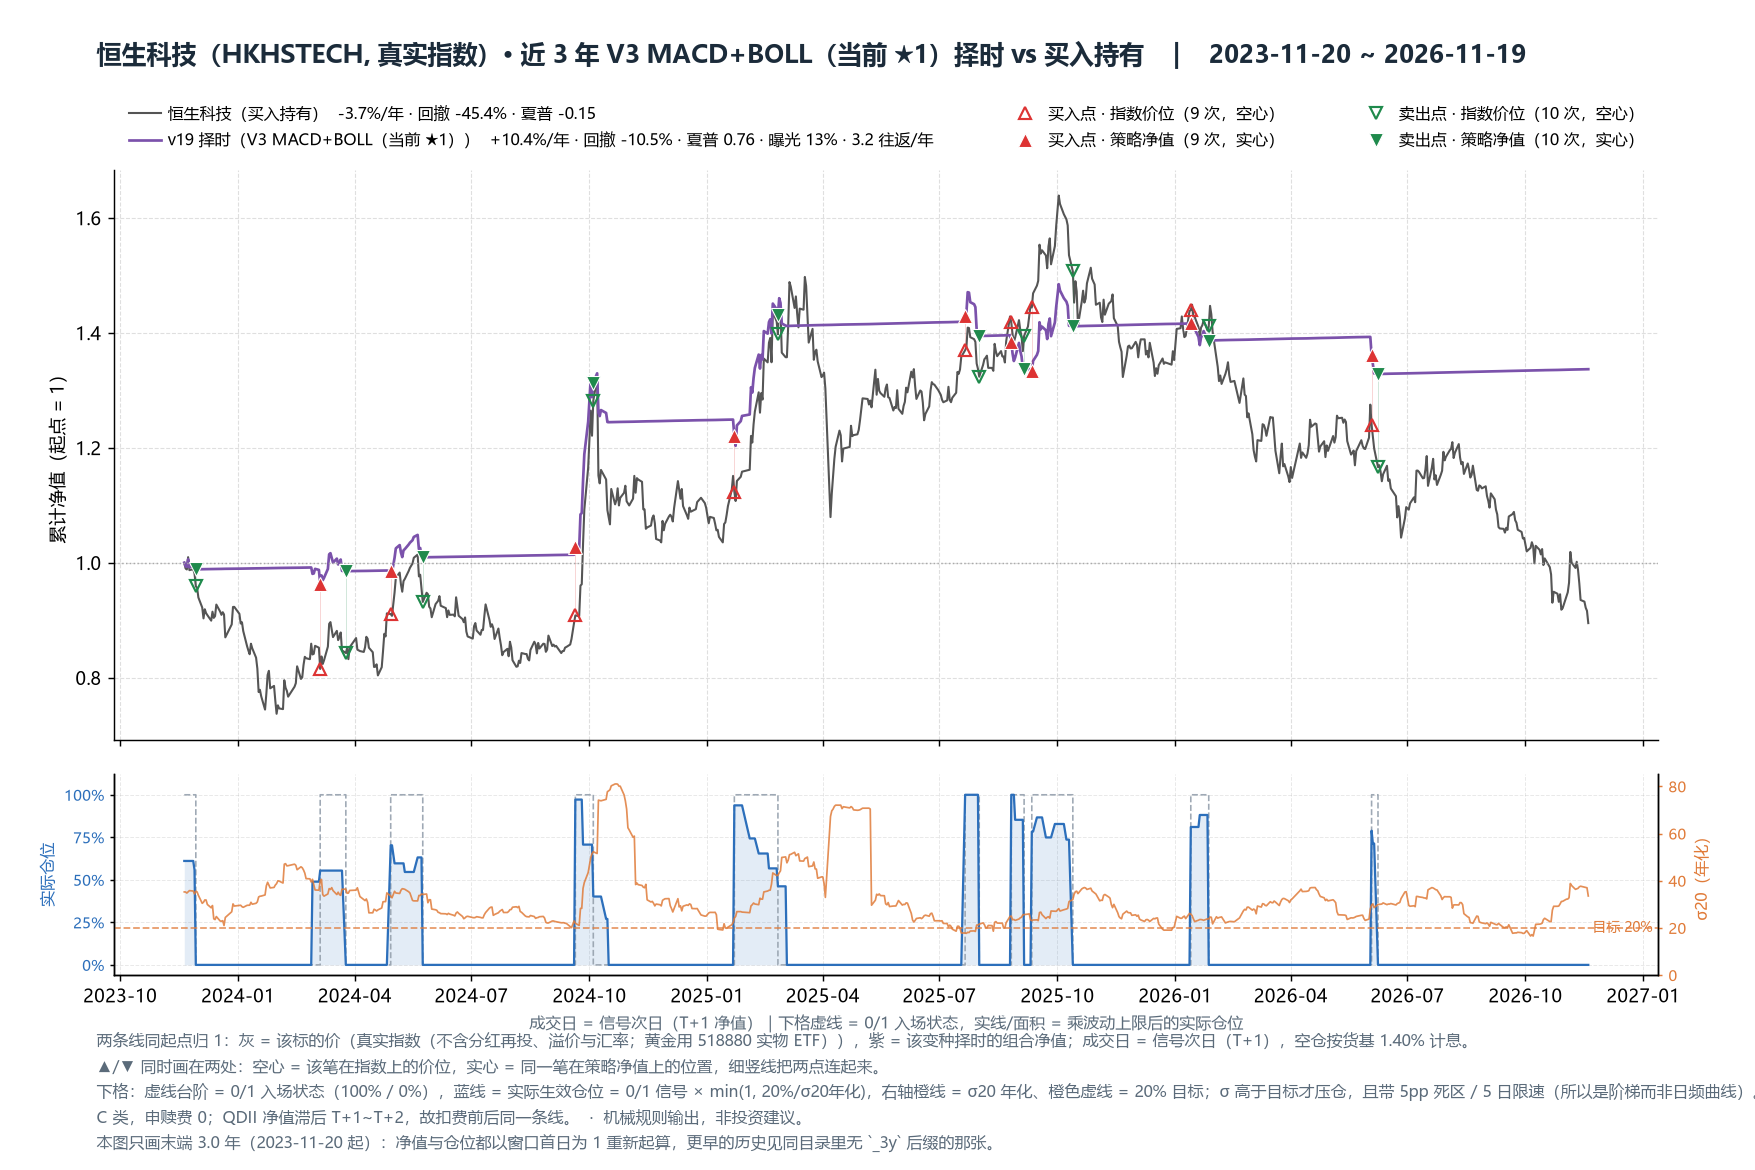 恒生科技（HKHSTECH, 真实指数）• 近 3 年 V3 MACD+BOLL（当前 ★1）择时 vs 买入持有 | 2023-11-20 ~ 2026-11-19
恒生科技（买入持有） -3.7%/年 · 回撤 -45.4% · 夏普 -0.15
v19 择时（V3 MACD+BOLL（当前 ★1）） +10.4%/年 · 回撤 -10.5% · 夏普 0.76 · 曝光 13% · 3.2 往返/年
买入点 · 指数价位（9 次，空心）
买入点 · 策略净值（9 次，实心）
卖出点 · 指数价位（10 次，空心）
卖出点 · 策略净值（10 次，实心）
累计净值（起点 = 1）
1.6
1.4
1.2
1.0
0.8
实际仓位
100%
75%
50%
25%
0%
σ20（年化）
80
60
40
20
0
目标 20%
2023-10 2024-01 2024-04 2024-07 2024-10 2025-01 2025-04 2025-07 2025-10 2026-01 2026-04 2026-07 2026-10 2027-01
成交日 = 信号次日（T+1 净值）| 下格虚线 = 0/1 入场状态，实线/面积 = 乘波动上限后的实际仓位
两条线同起点归 1：灰 = 该标的价（真实指数（不含分红再投、溢价与汇率；黄金用 518880 实物 ETF）），紫 = 该变种择时的组合净值；成交日 = 信号次日（T+1），空仓按货基 1.40% 计息。
▲/▼ 同时画在两处：空心 = 该笔在指数上的价位，实心 = 同一笔在策略净值上的位置，细竖线把两点连起来。
下格：虚线台阶 = 0/1 入场状态（100% / 0%），蓝线 = 实际生效仓位 = 0/1 信号 × min(1, 20%/σ20年化)，右轴橙线 = σ20 年化、橙色虚线 = 20% 目标；σ 高于目标才压仓，且带 5pp 死区 / 5 日限速（所以是阶梯而非日频曲线），
C 类，申赎费 0；QDII 净值滞后 T+1~T+2，故扣费前后同一条线。 · 机械规则输出，非投资建议。
本图只画末端 3.0 年（2023-11-20 起）：净值与仓位都以窗口首日为 1 重新起算，更早的历史见同目录里无 `_3y` 后缀的那张。